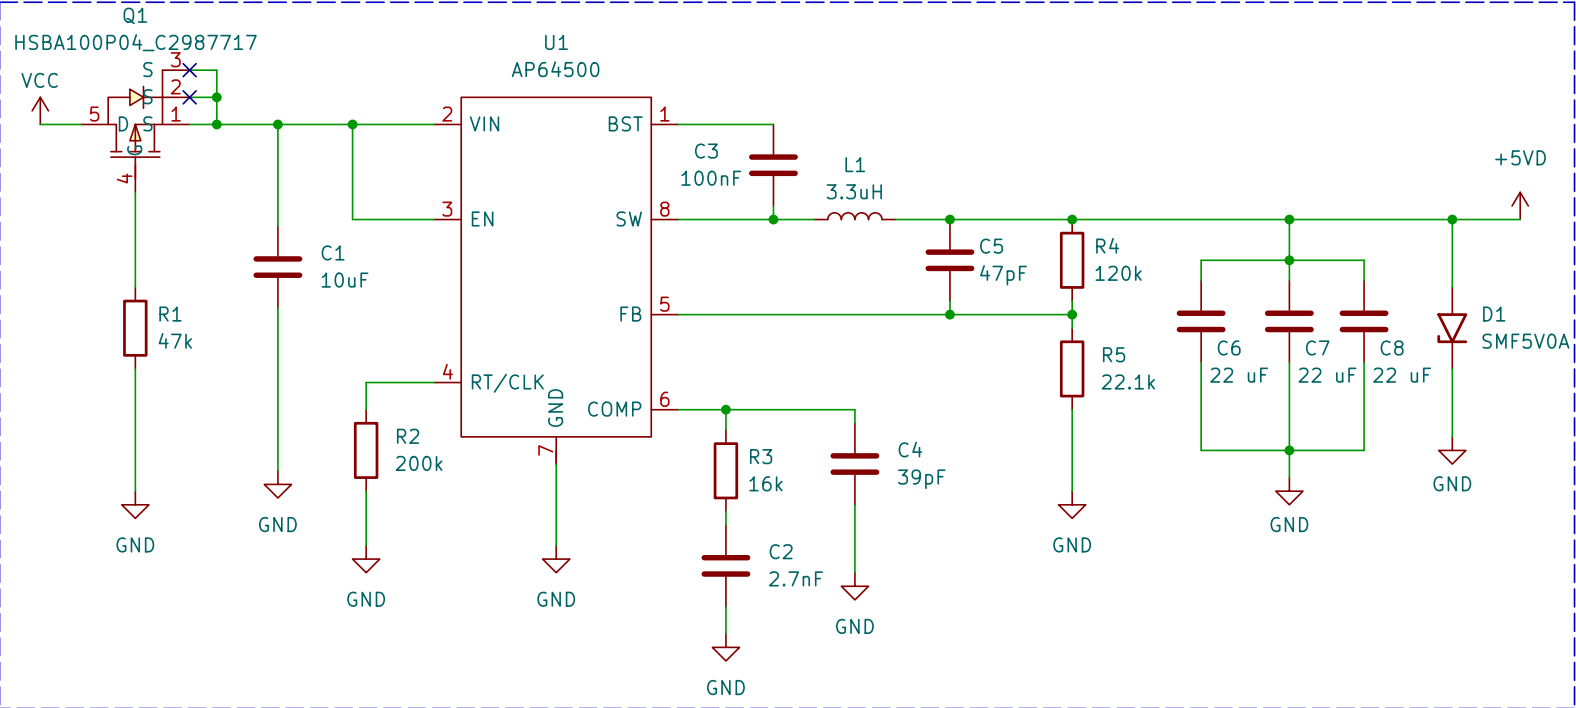 Q1
HSBA100P04_C2987717
VCC
S 3
S 2
5 D S 1
G
4
R1
47k
GND
C1
10uF
GND
U1
AP64500
2 VIN
3 EN
4 RT/CLK
GND
7
BST 1
SW 8
FB 5
COMP 6
R2
200k
GND
GND
C3
100nF
L1
3.3uH
R3
16k
C2
2.7nF
GND
C4
39pF
GND
C5
47pF
R4
120k
R5
22.1k
GND
C6
22 uF
C7
22 uF
C8
22 uF
GND
+5VD
D1
SMF5V0A
GND